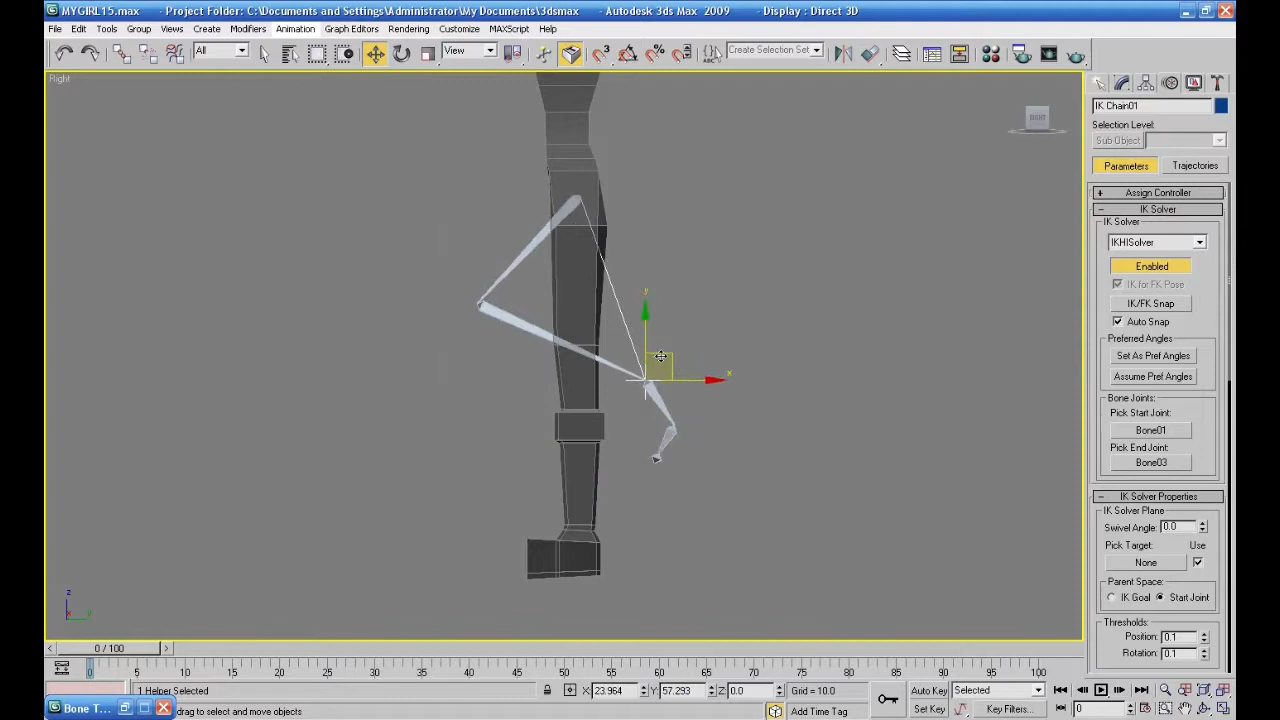 MYGIRL15.max - Project Folder: C:\Documents and Settings\Administrator\My Documents\3dsmax - Autodesk 3ds Max 2009 - Display : Direct 3D
File Edit Tools Group Views Create Modifiers Animation Graph Editors Rendering Customize MAXScript Help
All View Create Selection Set
Right
RIGHT
IK Chain01
Selection Level:
Sub Object
Parameters Trajectories
+ Assign Controller
- IK Solver
IK Solver
IKHISolver
Enabled
IK for FK Pose
IK/FK Snap
Auto Snap
Preferred Angles
Set As Pref Angles
Assume Pref Angles
Bone Joints:
Pick Start Joint:
Bone01
Pick End Joint:
Bone03
- IK Solver Properties
IK Solver Plane
Swivel Angle: 0.0
Pick Target: Use
None
Parent Space:
IK Goal Start Joint
Thresholds:
Position: 0.1
Rotation: 0.1
y
x
z
x y
0 / 100
0 5 10 15 20 25 30 35 40 45 50 55 60 65 70 75 80 85 90 95 100
1 Helper Selected X: 23.964 Y: 57.293 Z: 0.0 Grid = 10.0 Auto Key Selected
Bone T... drag to select and move objects Add Time Tag Set Key Key Filters... 0